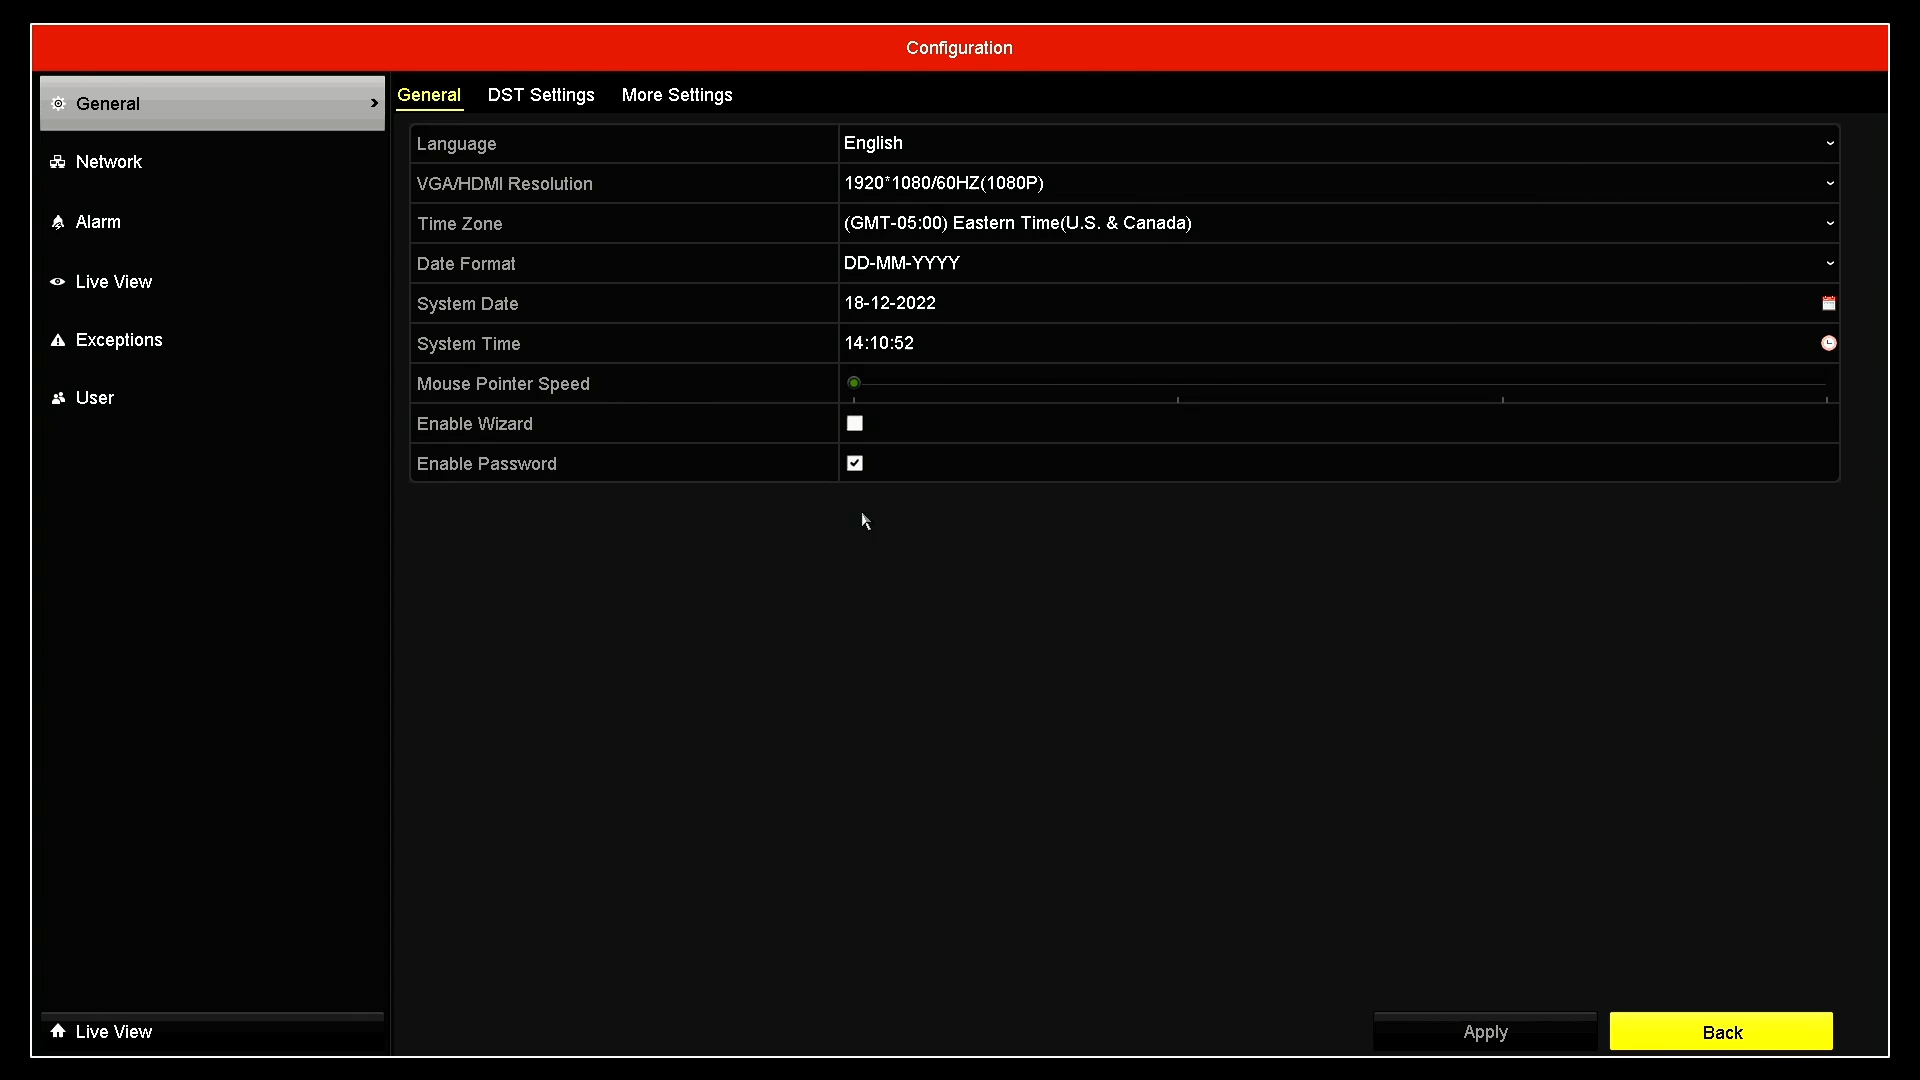 Configuration
General
Network
Alarm
Live View
Exceptions
User
Live View
General DST Settings More Settings
Language English
VGA/HDMI Resolution 1920*1080/60HZ(1080P)
Time Zone (GMT-05:00) Eastern Time(U.S. & Canada)
Date Format DD-MM-YYYY
System Date 18-12-2022
System Time 14:10:52
Mouse Pointer Speed
Enable Wizard
Enable Password
Apply Back